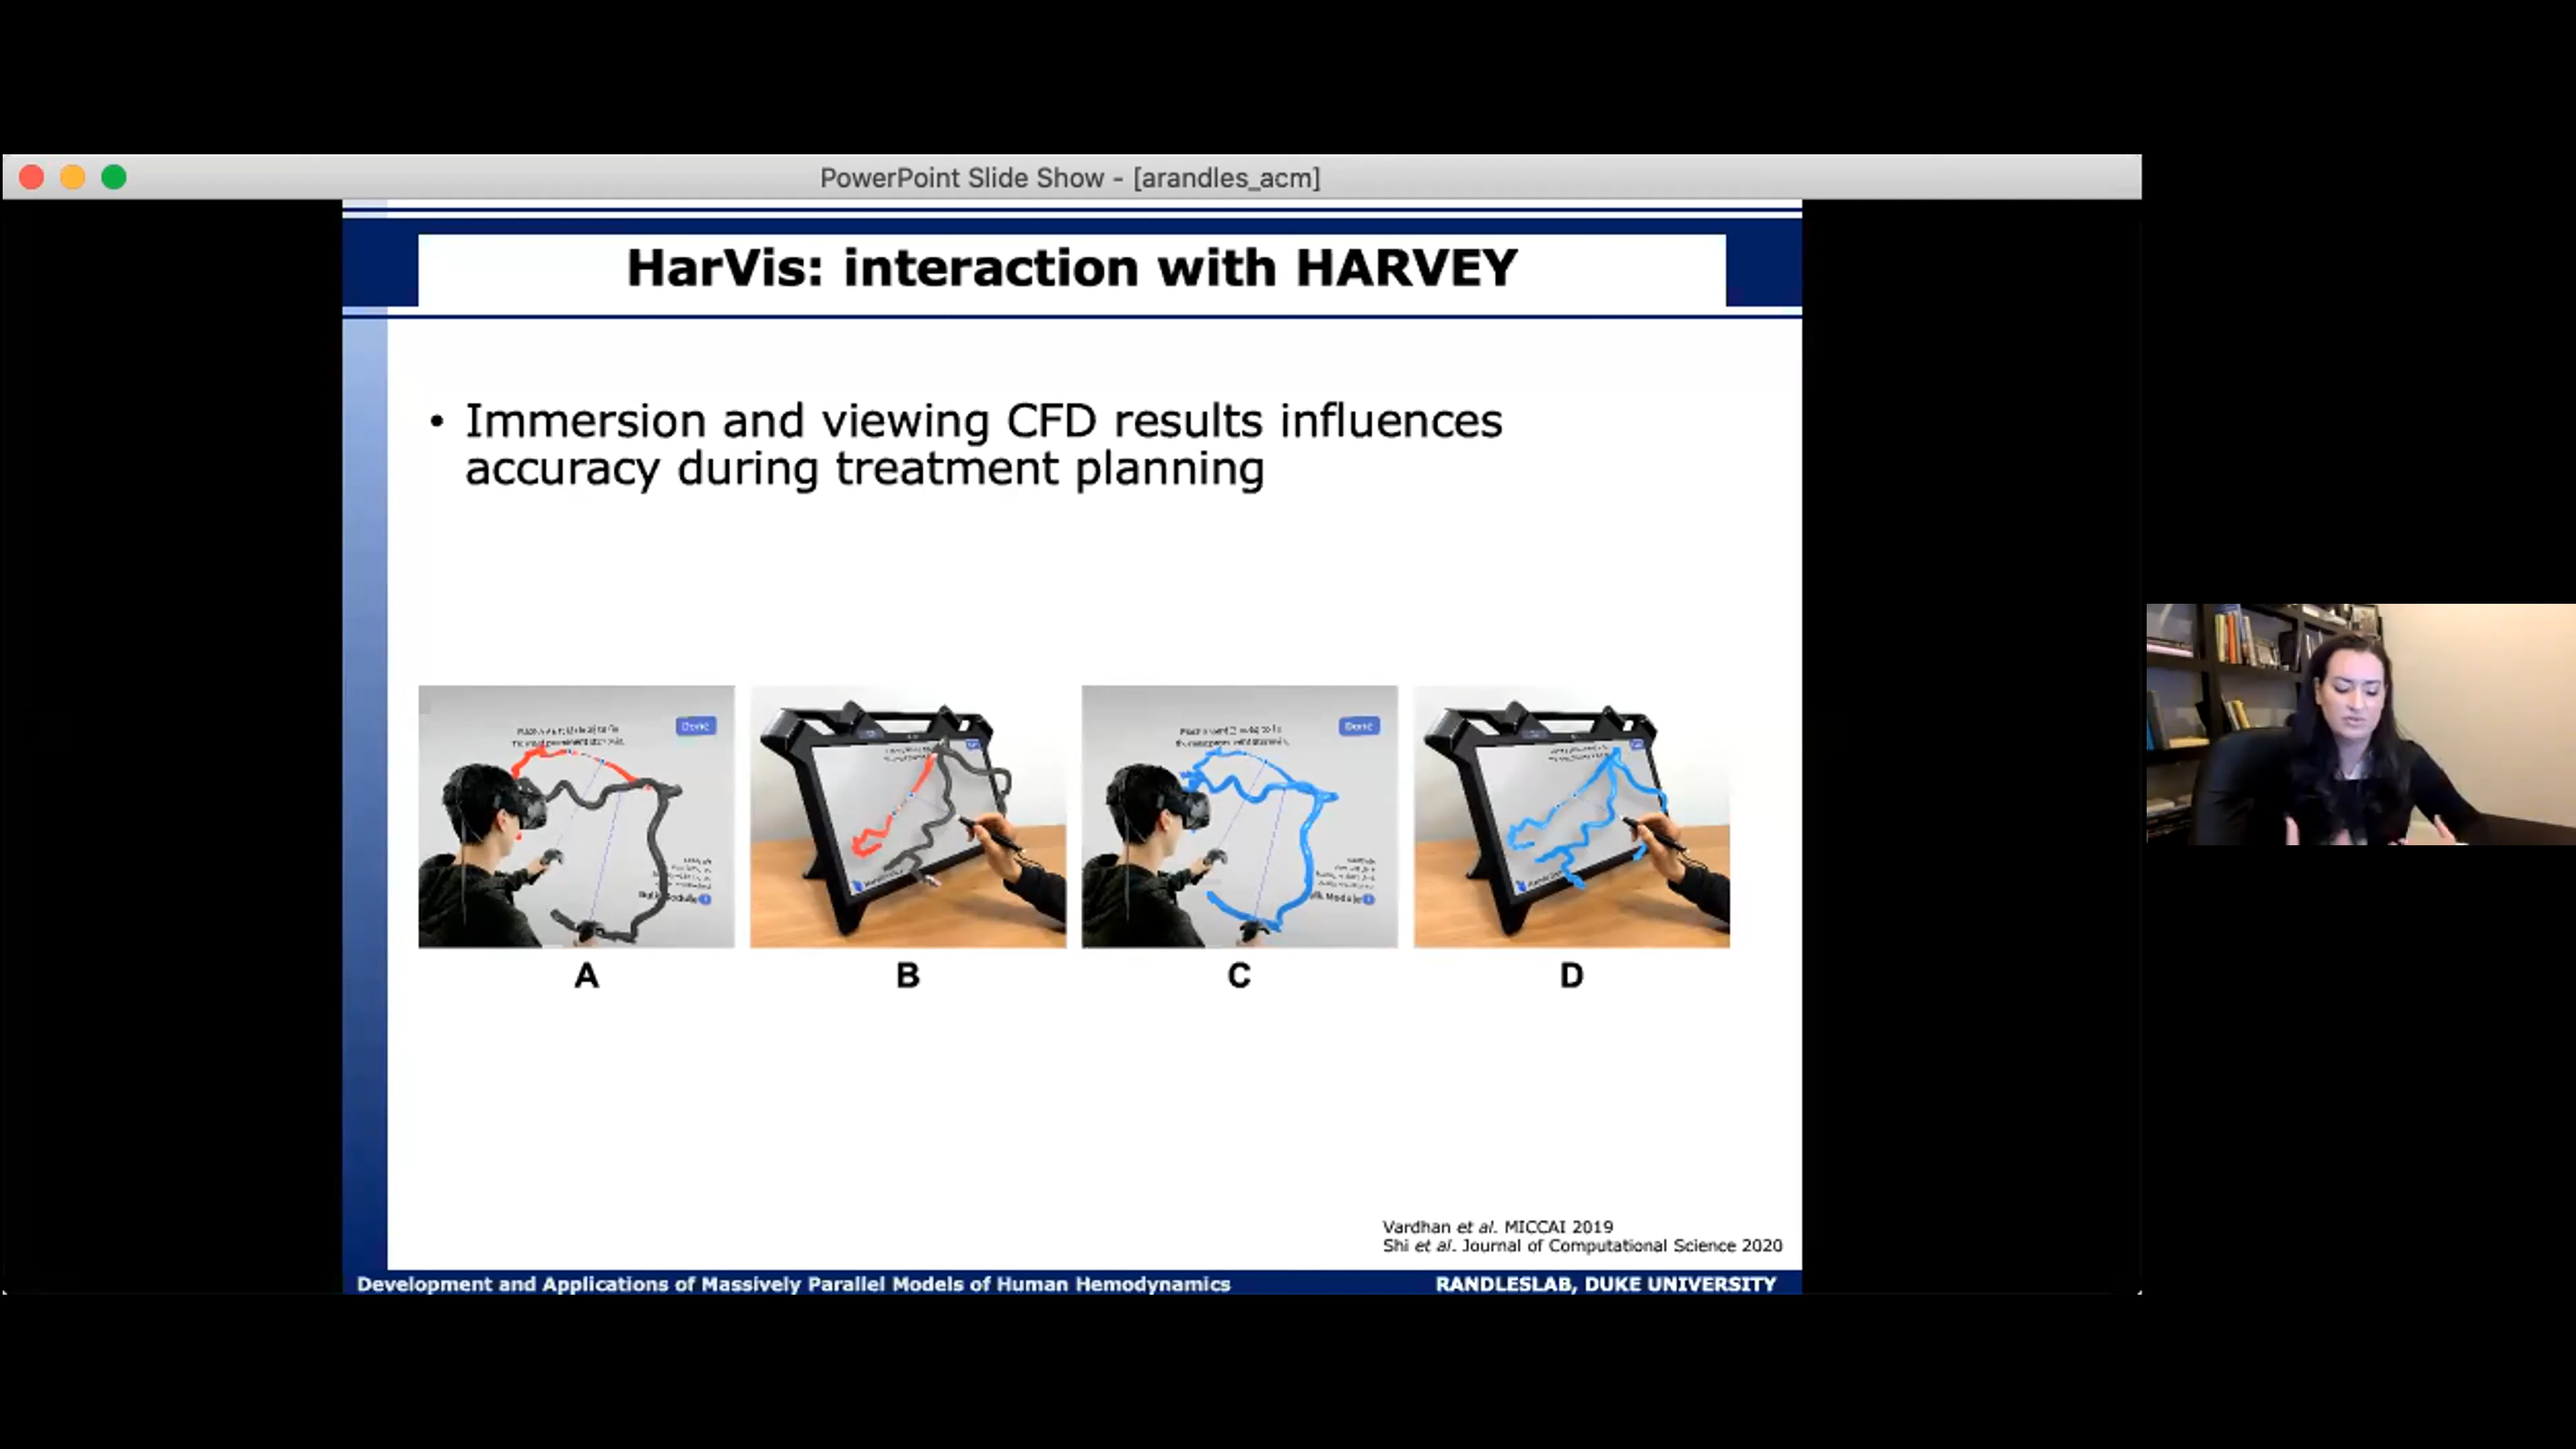 PowerPoint Slide Show - [arandles_acm]
HarVis: interaction with HARVEY
• Immersion and viewing CFD results influences
accuracy during treatment planning
Done
Done
A
B
C
D
Vardhan et al. MICCAI 2019
Shi et al. Journal of Computational Science 2020
Development and Applications of Massively Parallel Models of Human Hemodynamics
RANDLESLAB, DUKE UNIVERSITY